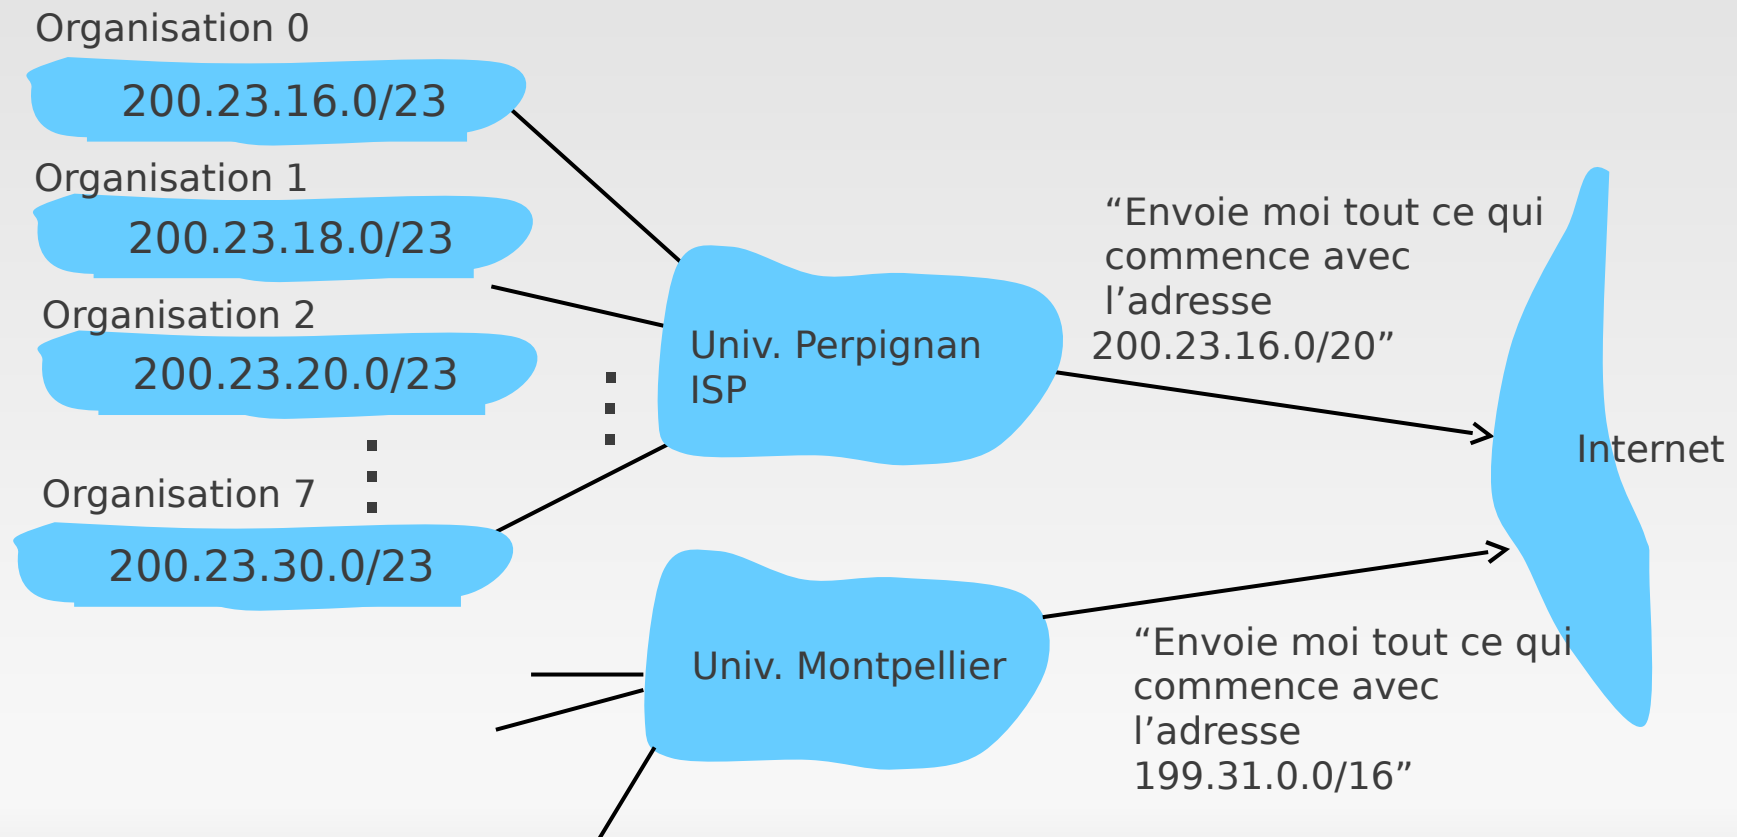 Organisation 0
200.23.16.0/23
Organisation 1
200.23.18.0/23
Organisation 2
200.23.20.0/23
Organisation 7
200.23.30.0/23
Univ. Perpignan
ISP
“Envoie moi tout ce qui
commence avec
l’adresse
200.23.16.0/20”
Internet
Univ. Montpellier
“Envoie moi tout ce qui
commence avec
l’adresse
199.31.0.0/16”